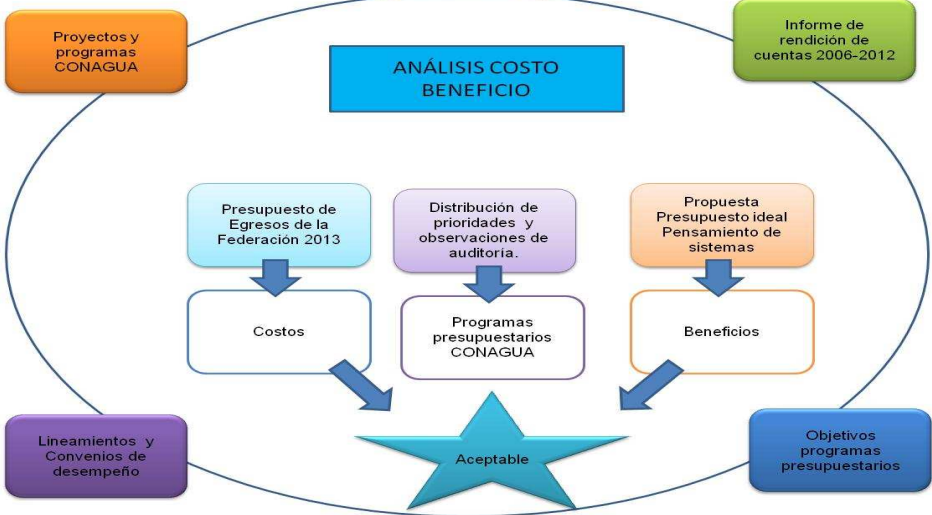 Proyectos y
programas
CONAGUA
Informe de
rendición de
cuentas 2006-2012
ANÁLISIS COSTO
BENEFICIO
Presupuesto de
Egresos de la
Federación 2013
Distribución de
prioridades y
observaciones de
auditoría.
Propuesta
Presupuesto ideal
Pensamiento de
sistemas
Costos
Programas
presupuestarios
CONAGUA
Beneficios
Lineamientos y
Convenios de
desempeño
Aceptable
Objetivos
programas
presupuestarios